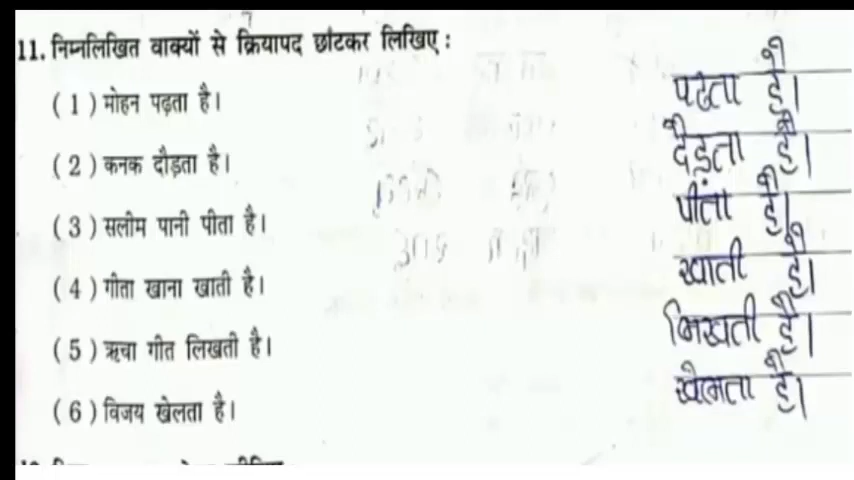 11. निम्नलिखित वाक्यों से क्रियापद छाँटकर लिखिए :
( 1 ) मोहन पढ़ता है। पढता है।
( 2 ) कनक दौड़ता है। दैड़ता है।
( 3 ) सलीम पानी पीता है। पीता है।
( 4 ) गीता खाना खाती है। खाती है।
( 5 ) ऋचा गीत लिखती है। लिखती है।
( 6 ) विजय खेलता है। खेलता है।